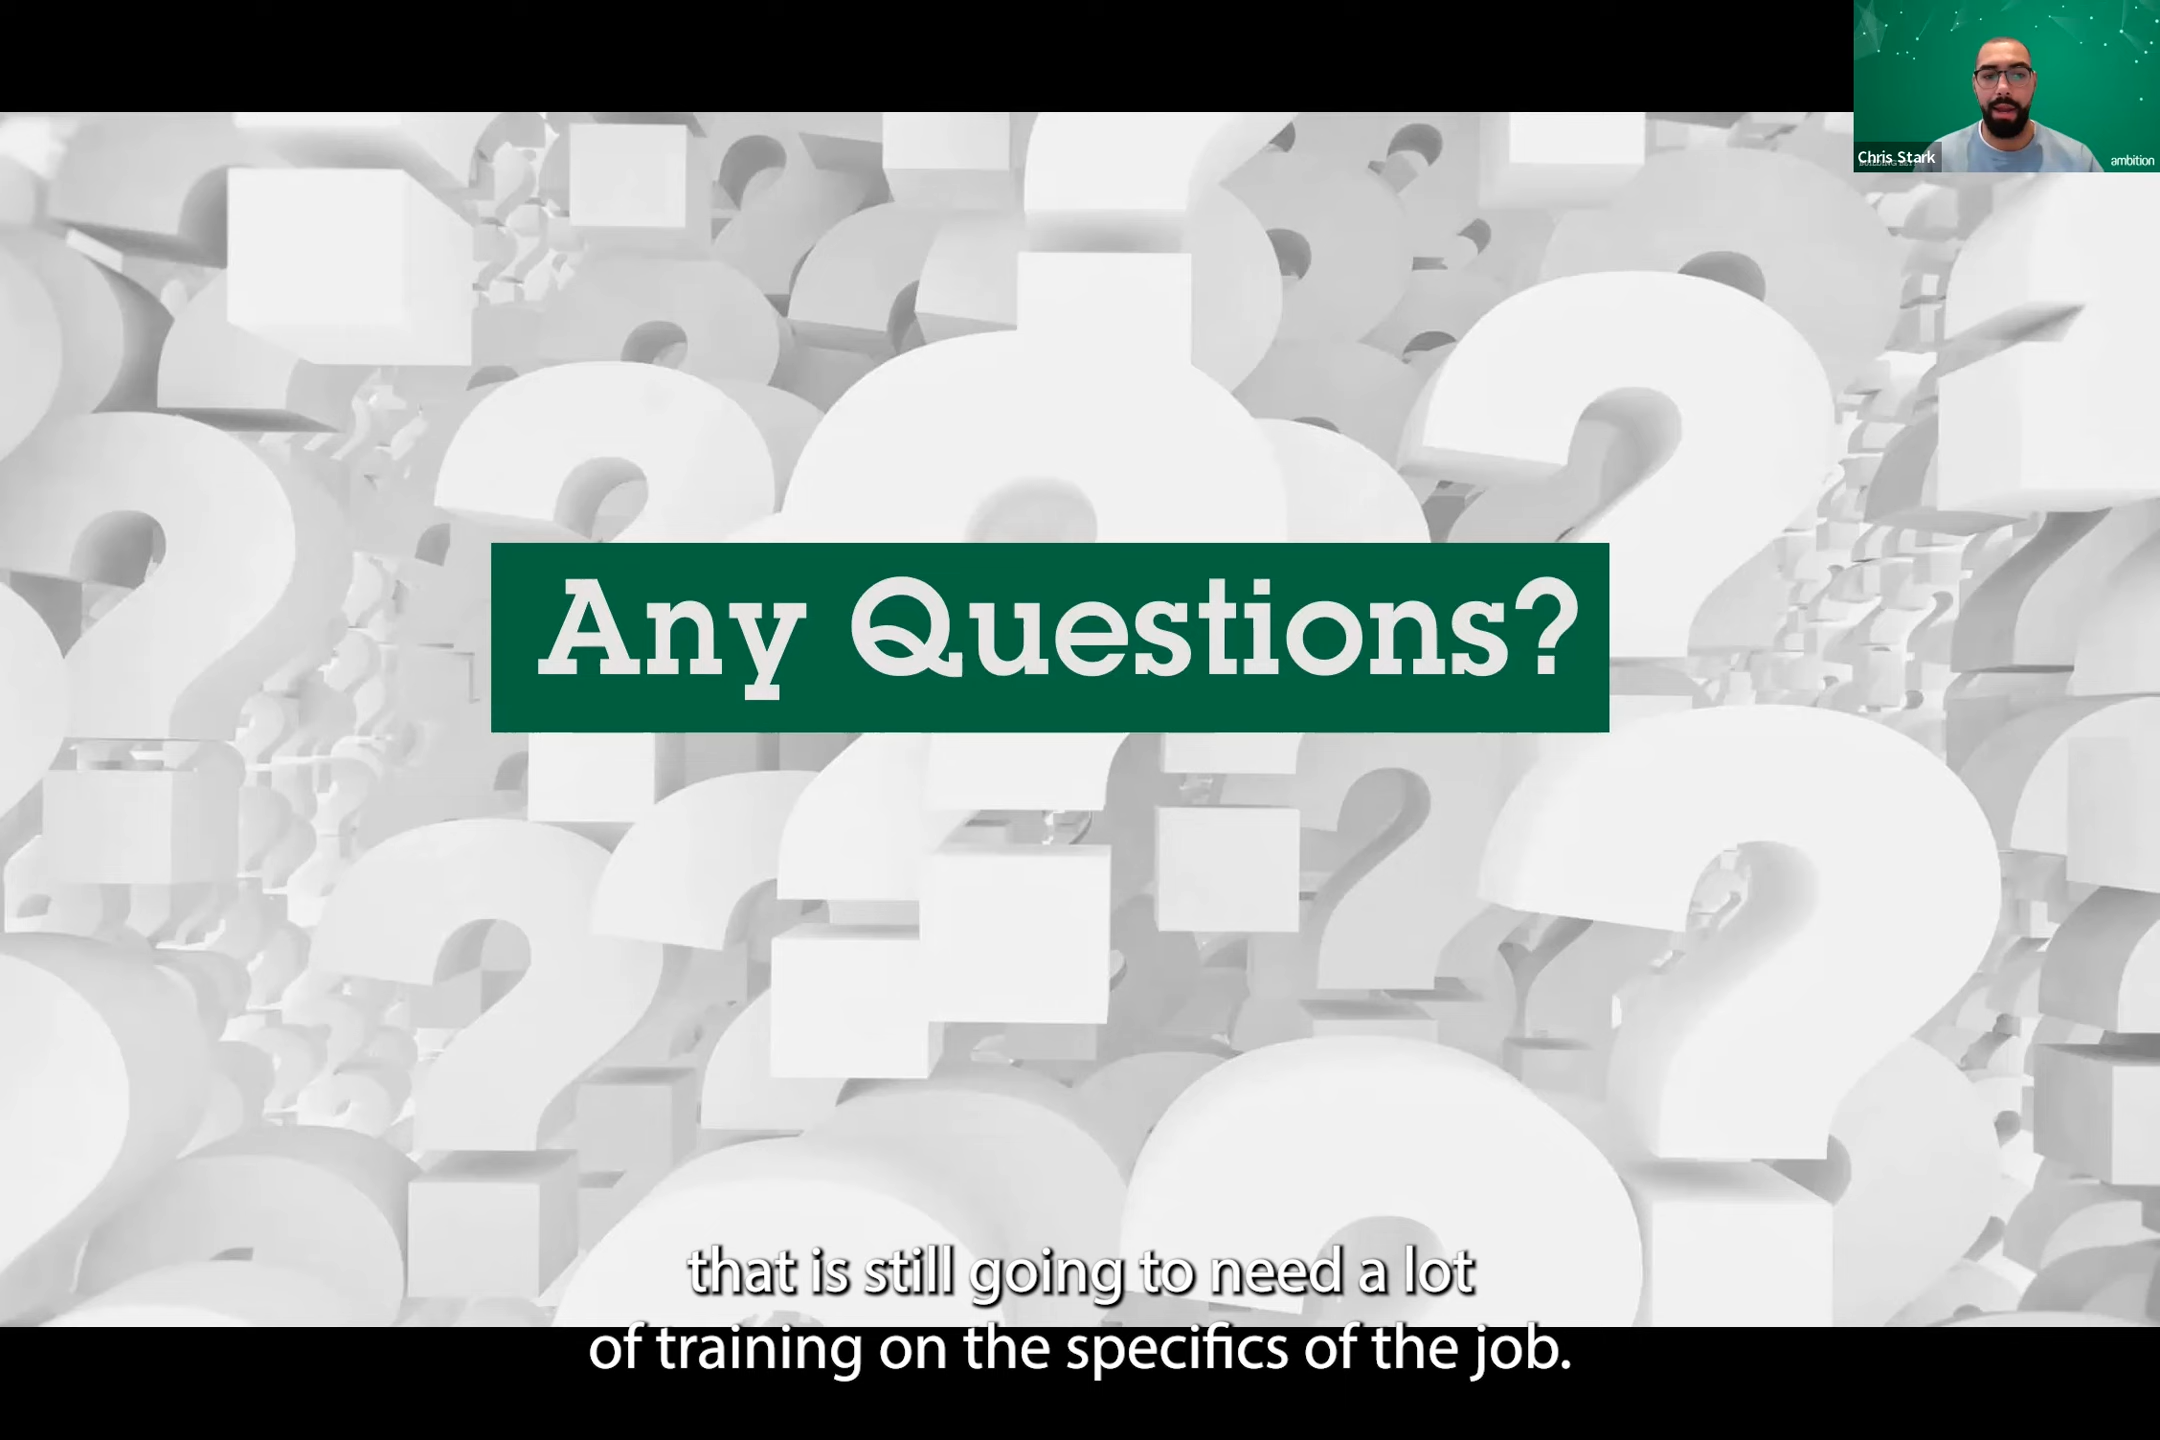 Chris Stark
ambition
Any Questions?
that is still going to need a lot
of training on the specifics of the job.